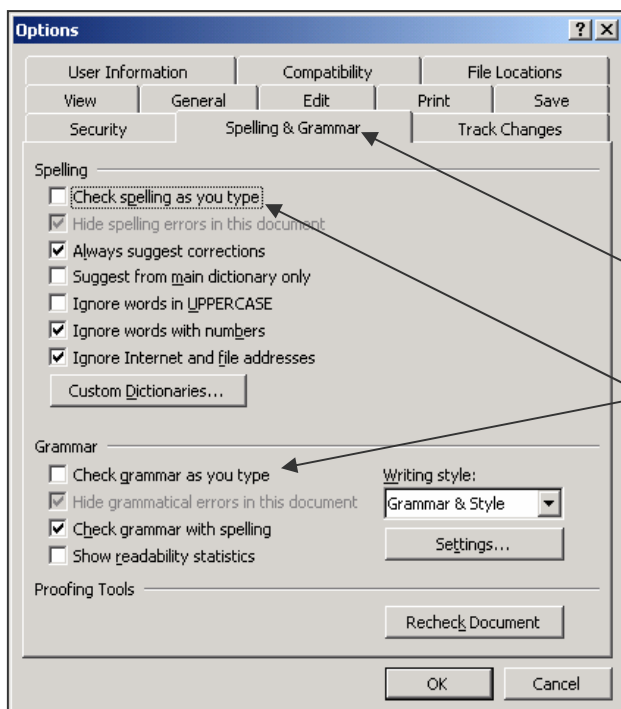 Options
User Information Compatibility File Locations
View General Edit Print Save
Security Spelling & Grammar Track Changes
Spelling
Check spelling as you type
Hide spelling errors in this document
Always suggest corrections
Suggest from main dictionary only
Ignore words in UPPERCASE
Ignore words with numbers
Ignore Internet and file addresses
Custom Dictionaries...
Grammar
Check grammar as you type Writing style:
Hide grammatical errors in this document Grammar & Style
Check grammar with spelling Settings...
Show readability statistics
Proofing Tools
Recheck Document
OK Cancel